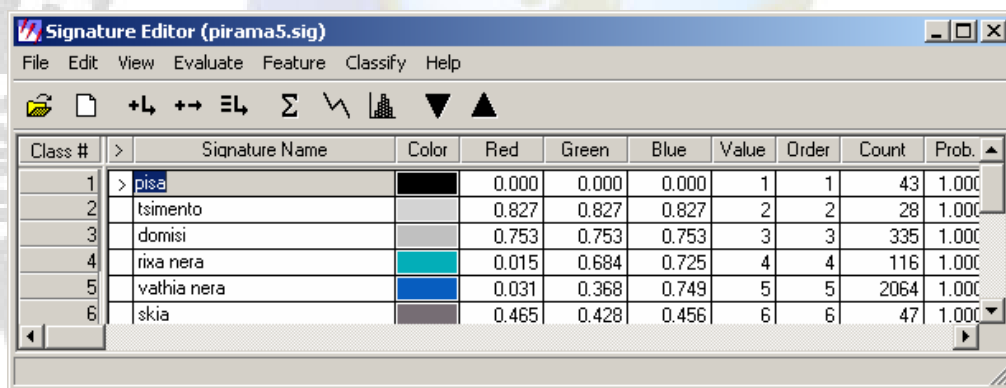 Signature Editor (pirama5.sig)
File Edit View Evaluate Feature Classify Help
Class # > Signature Name Color Red Green Blue Value Order Count Prob.
1 > pisa 0.000 0.000 0.000 1 1 43 1.000
2 tsimento 0.827 0.827 0.827 2 2 28 1.000
3 domisi 0.753 0.753 0.753 3 3 335 1.000
4 rixa nera 0.015 0.684 0.725 4 4 116 1.000
5 vathia nera 0.031 0.368 0.749 5 5 2064 1.000
6 skia 0.465 0.428 0.456 6 6 47 1.000